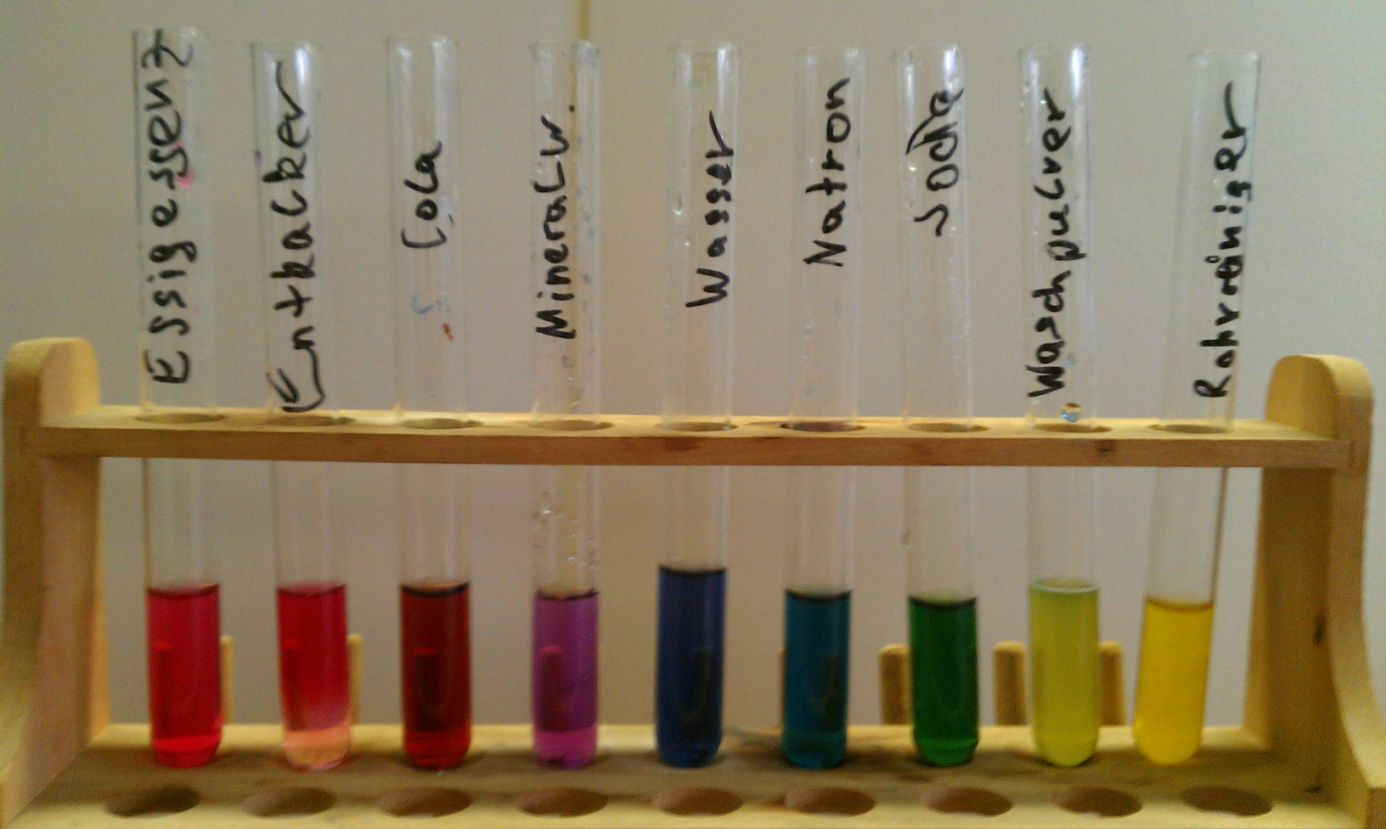 Essigessenz
Entkalker
Cola
Mineralw.
Wasser
Natron
Soda
Waschpulver
Rohrreiniger